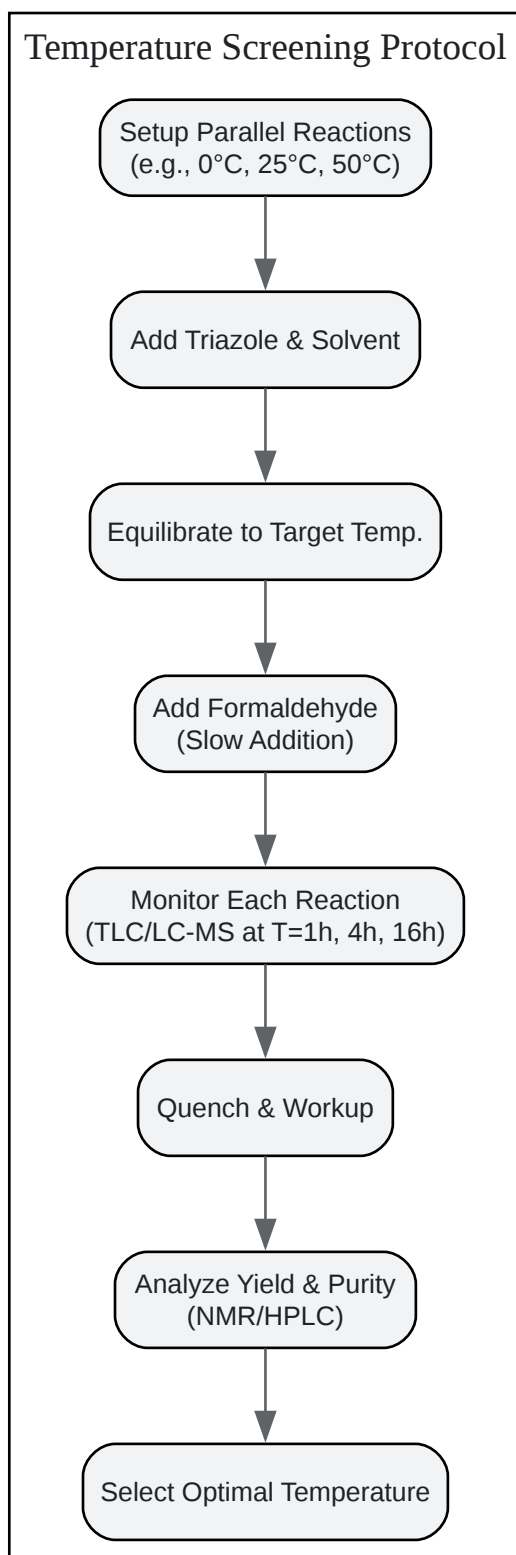 Temperature Screening Protocol
Setup Parallel Reactions
(e.g., 0°C, 25°C, 50°C)
Add Triazole & Solvent
Equilibrate to Target Temp.
Add Formaldehyde
(Slow Addition)
Monitor Each Reaction
(TLC/LC-MS at T=1h, 4h, 16h)
Quench & Workup
Analyze Yield & Purity
(NMR/HPLC)
Select Optimal Temperature